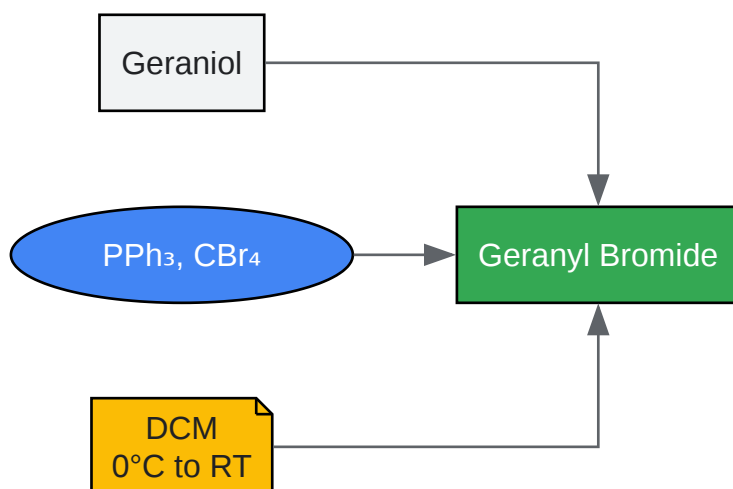 Geraniol
PPh₃, CBr₄
Geranyl Bromide
DCM
0°C to RT